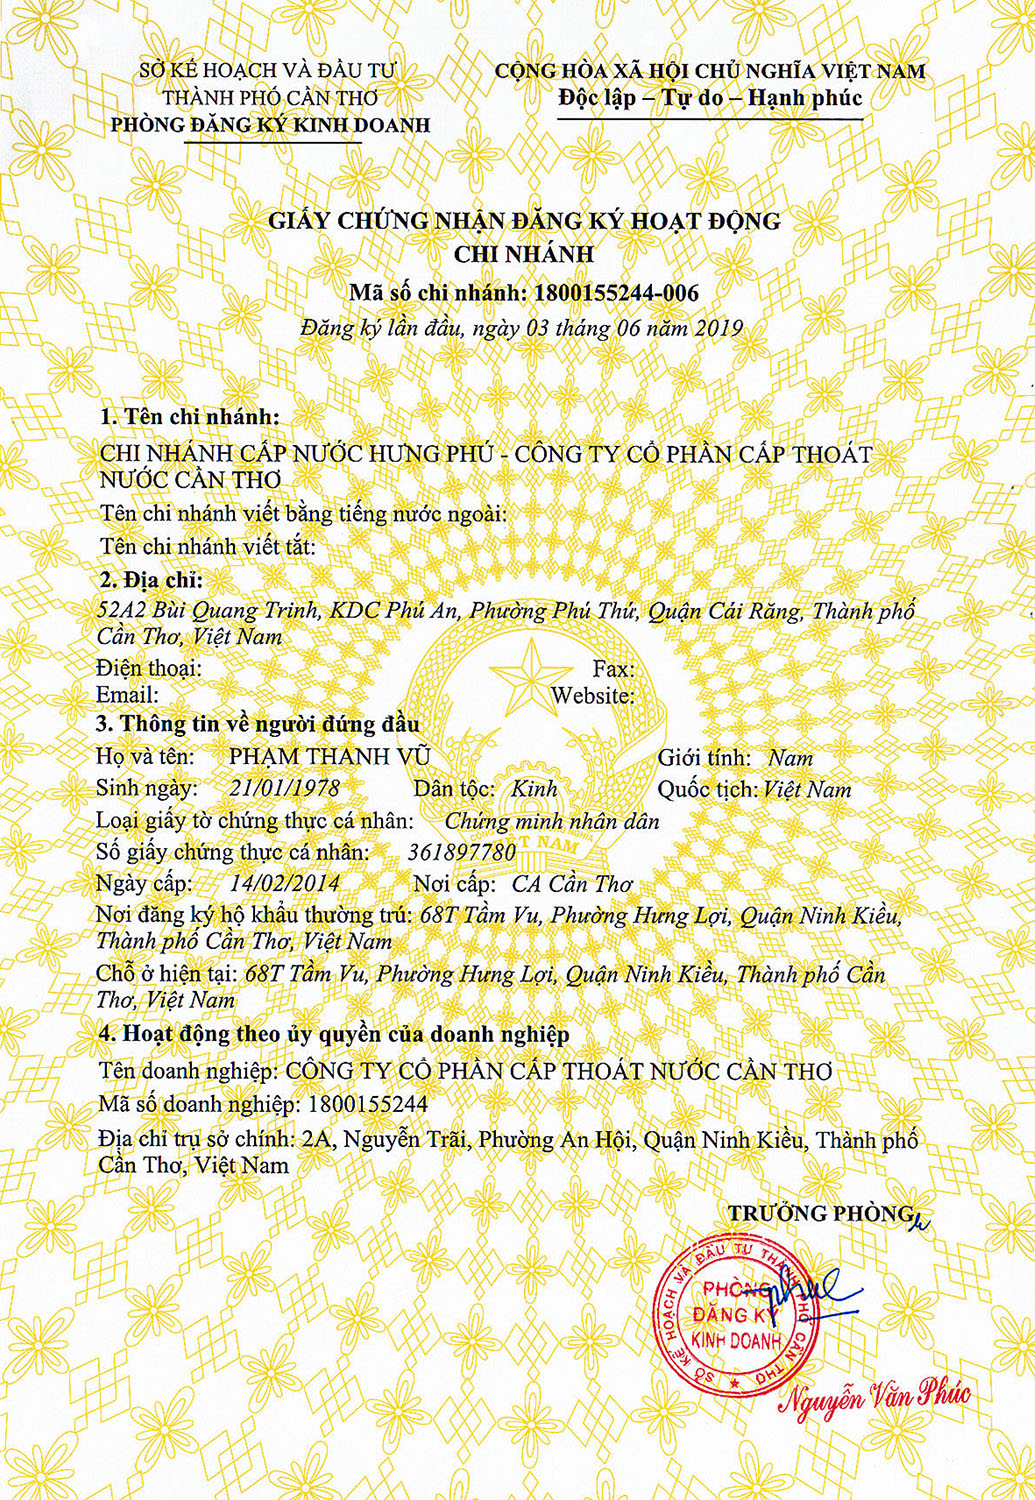 SỞ KẾ HOẠCH VÀ ĐẦU TƯ
THÀNH PHỐ CẦN THƠ
PHÒNG ĐĂNG KÝ KINH DOANH
CỘNG HÒA XÃ HỘI CHỦ NGHĨA VIỆT NAM
Độc lập – Tự do – Hạnh phúc
GIẤY CHỨNG NHẬN ĐĂNG KÝ HOẠT ĐỘNG
CHI NHÁNH
Mã số chi nhánh: 1800155244-006
Đăng ký lần đầu, ngày 03 tháng 06 năm 2019
1. Tên chi nhánh:
CHI NHÁNH CẤP NƯỚC HƯNG PHÚ - CÔNG TY CỔ PHẦN CẤP THOÁT
NƯỚC CẦN THƠ
Tên chi nhánh viết bằng tiếng nước ngoài:
Tên chi nhánh viết tắt:
2. Địa chỉ:
52A2 Bùi Quang Trinh, KDC Phú An, Phường Phú Thứ, Quận Cái Răng, Thành phố
Cần Thơ, Việt Nam
Điện thoại: Fax:
Email: Website:
3. Thông tin về người đứng đầu
Họ và tên: PHẠM THANH VŨ Giới tính: Nam
Sinh ngày: 21/01/1978 Dân tộc: Kinh Quốc tịch: Việt Nam
Loại giấy tờ chứng thực cá nhân: Chứng minh nhân dân
Số giấy chứng thực cá nhân: 361897780
Ngày cấp: 14/02/2014 Nơi cấp: CA Cần Thơ
Nơi đăng ký hộ khẩu thường trú: 68T Tầm Vu, Phường Hưng Lợi, Quận Ninh Kiều,
Thành phố Cần Thơ, Việt Nam
Chỗ ở hiện tại: 68T Tầm Vu, Phường Hưng Lợi, Quận Ninh Kiều, Thành phố Cần
Thơ, Việt Nam
4. Hoạt động theo ủy quyền của doanh nghiệp
Tên doanh nghiệp: CÔNG TY CỔ PHẦN CẤP THOÁT NƯỚC CẦN THƠ
Mã số doanh nghiệp: 1800155244
Địa chỉ trụ sở chính: 2A, Nguyễn Trãi, Phường An Hội, Quận Ninh Kiều, Thành phố
Cần Thơ, Việt Nam
TRƯỞNG PHÒNG
SỞ KẾ HOẠCH VÀ ĐẦU TƯ THÀNH PHỐ CẦN THƠ
PHÒNG
ĐĂNG KÝ
KINH DOANH
Nguyễn Văn Phúc